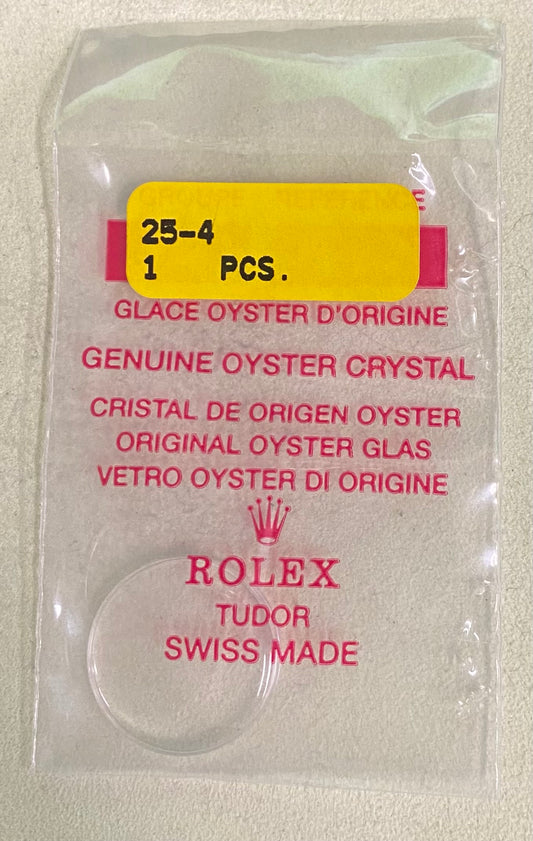 25-4
1 PCS.
GLACE OYSTER D'ORIGINE
GENUINE OYSTER CRYSTAL
CRISTAL DE ORIGEN OYSTER
ORIGINAL OYSTER GLAS
VETRO OYSTER DI ORIGINE
ROLEX
TUDOR
SWISS MADE